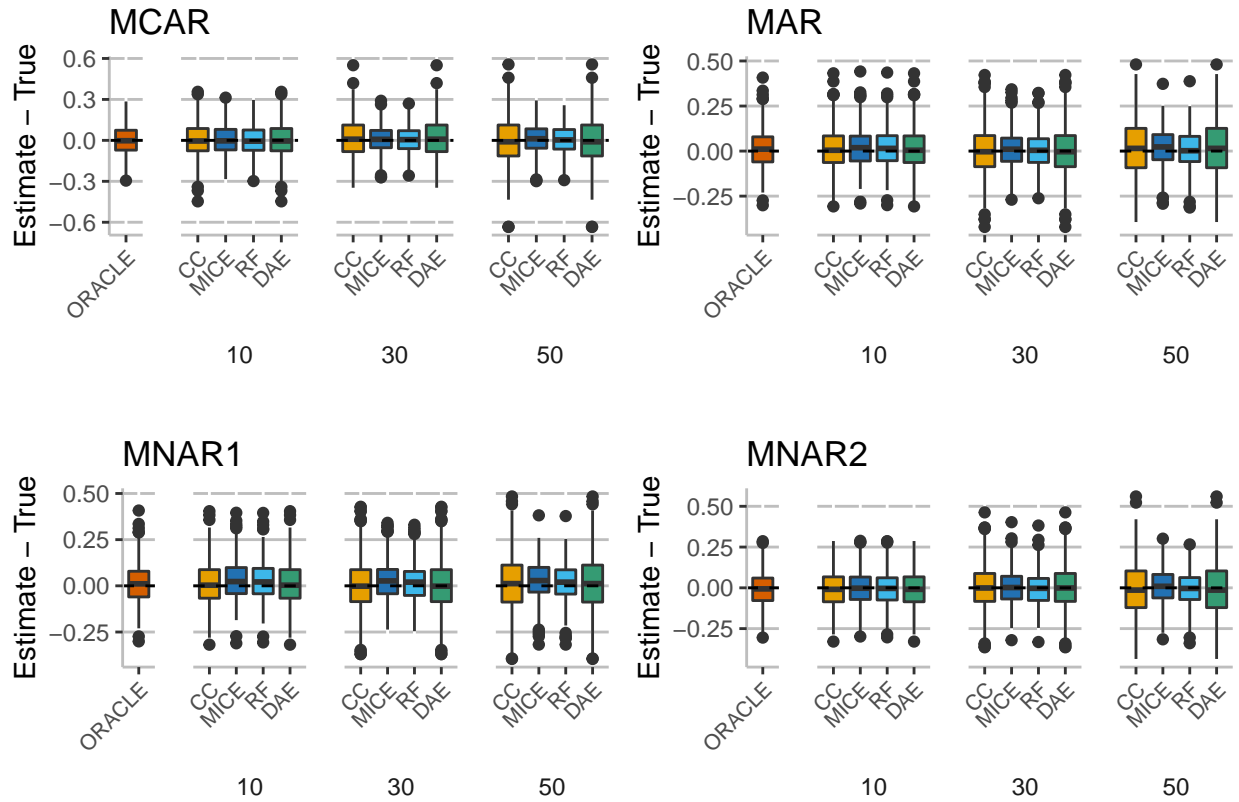 MCAR
Estimate – True
0.6
0.3
0.0
−0.3
−0.6
ORACLE
CC
MICE
RF
DAE
CC
MICE
RF
DAE
CC
MICE
RF
DAE
10
30
50
MAR
Estimate – True
0.50
0.25
0.00
−0.25
ORACLE
CC
MICE
RF
DAE
CC
MICE
RF
DAE
CC
MICE
RF
DAE
10
30
50
MNAR1
Estimate – True
0.50
0.25
0.00
−0.25
ORACLE
CC
MICE
RF
DAE
CC
MICE
RF
DAE
CC
MICE
RF
DAE
10
30
50
MNAR2
Estimate – True
0.50
0.25
0.00
−0.25
ORACLE
CC
MICE
RF
DAE
CC
MICE
RF
DAE
CC
MICE
RF
DAE
10
30
50